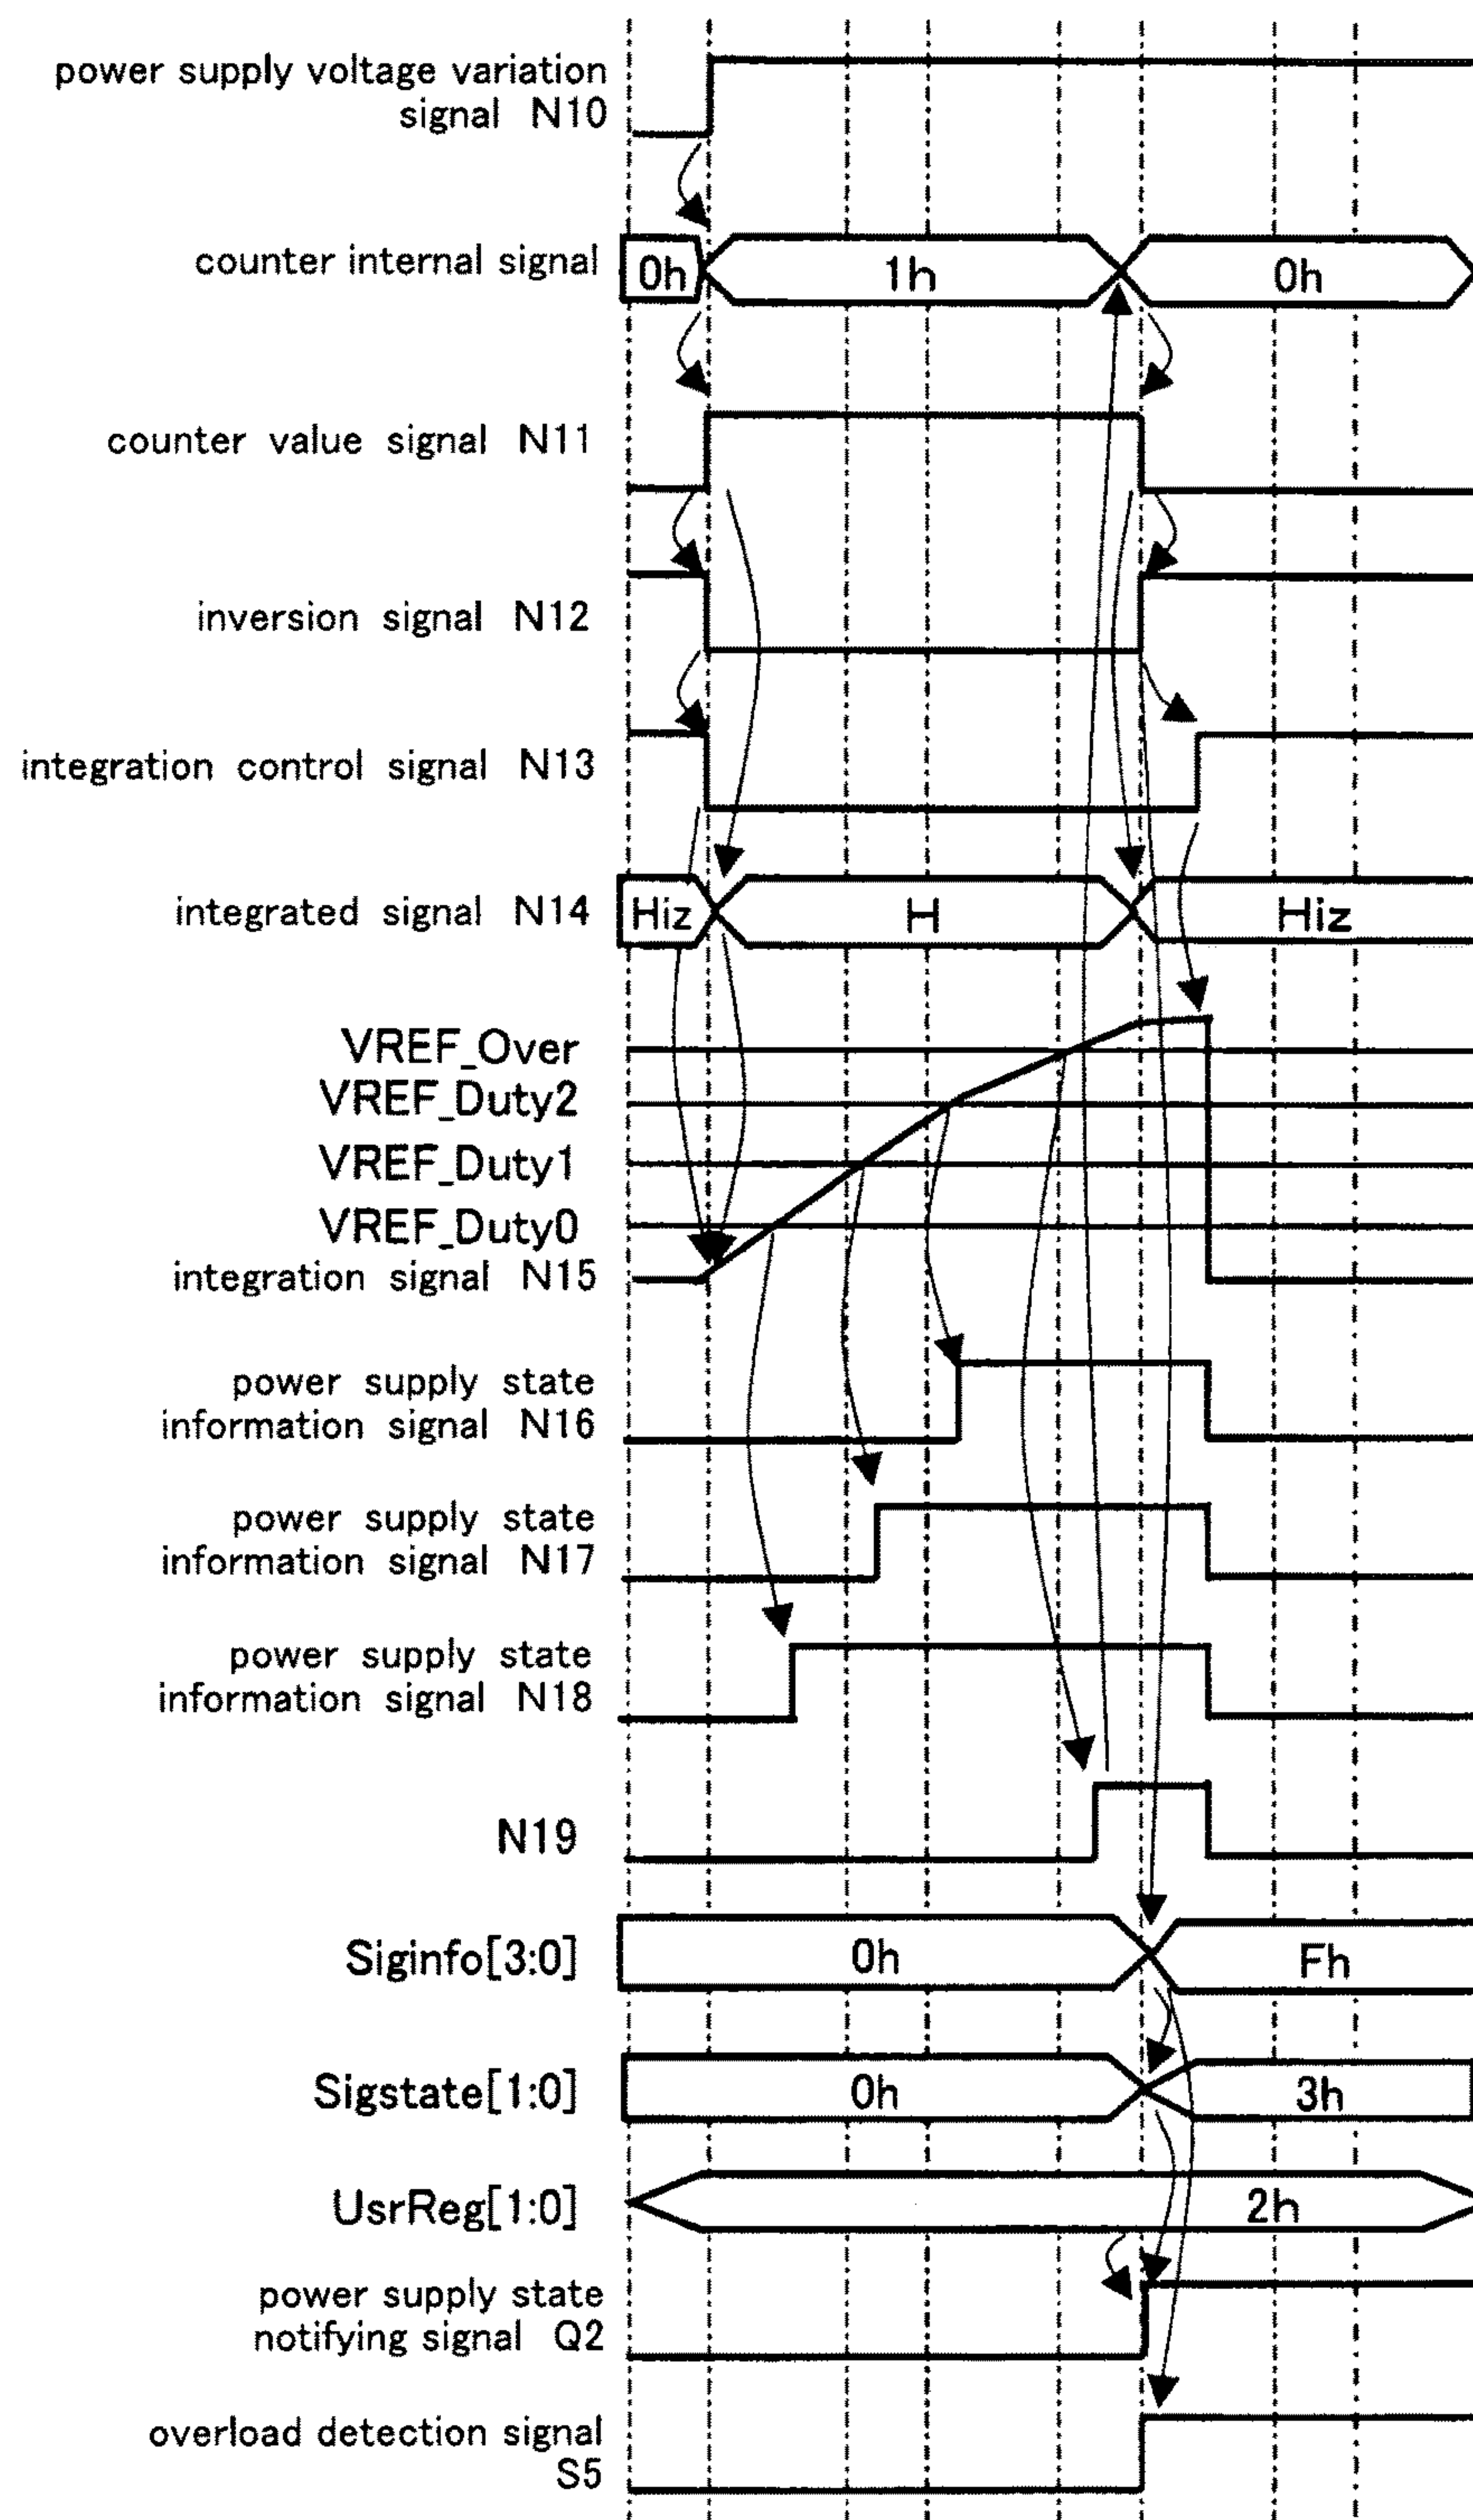 power supply voltage variation
signal N10
counter internal signal
0h 1h 0h
counter value signal N11
inversion signal N12
integration control signal N13
integrated signal N14
Hiz H Hiz
VREF_Over
VREF_Duty2
VREF_Duty1
VREF_Duty0
integration signal N15
power supply state
information signal N16
power supply state
information signal N17
power supply state
information signal N18
N19
Siginfo[3:0]
0h Fh
Sigstate[1:0]
0h 3h
UsrReg[1:0]
2h
power supply state
notifying signal Q2
overload detection signal
S5